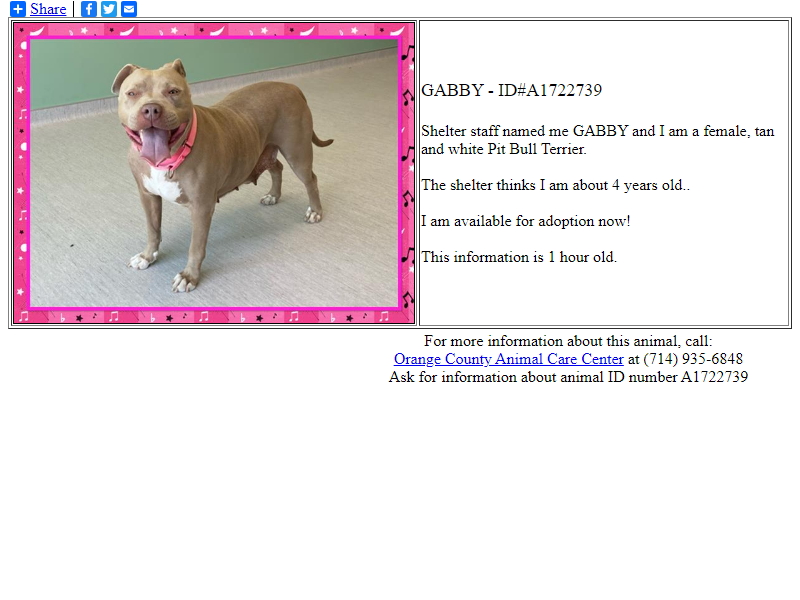 Share |
GABBY - ID#A1722739
Shelter staff named me GABBY and I am a female, tan
and white Pit Bull Terrier.
The shelter thinks I am about 4 years old..
I am available for adoption now!
This information is 1 hour old.
For more information about this animal, call:
Orange County Animal Care Center at (714) 935-6848
Ask for information about animal ID number A1722739